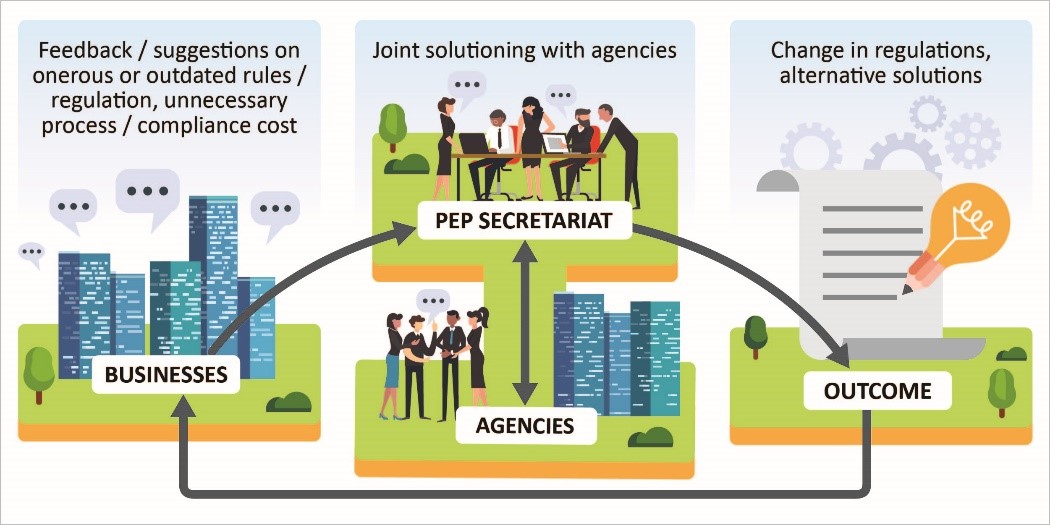 Feedback / suggestions on
onerous or outdated rules /
regulation, unnecessary
process / compliance cost
BUSINESSES
Joint solutioning with agencies
PEP SECRETARIAT
AGENCIES
Change in regulations,
alternative solutions
OUTCOME